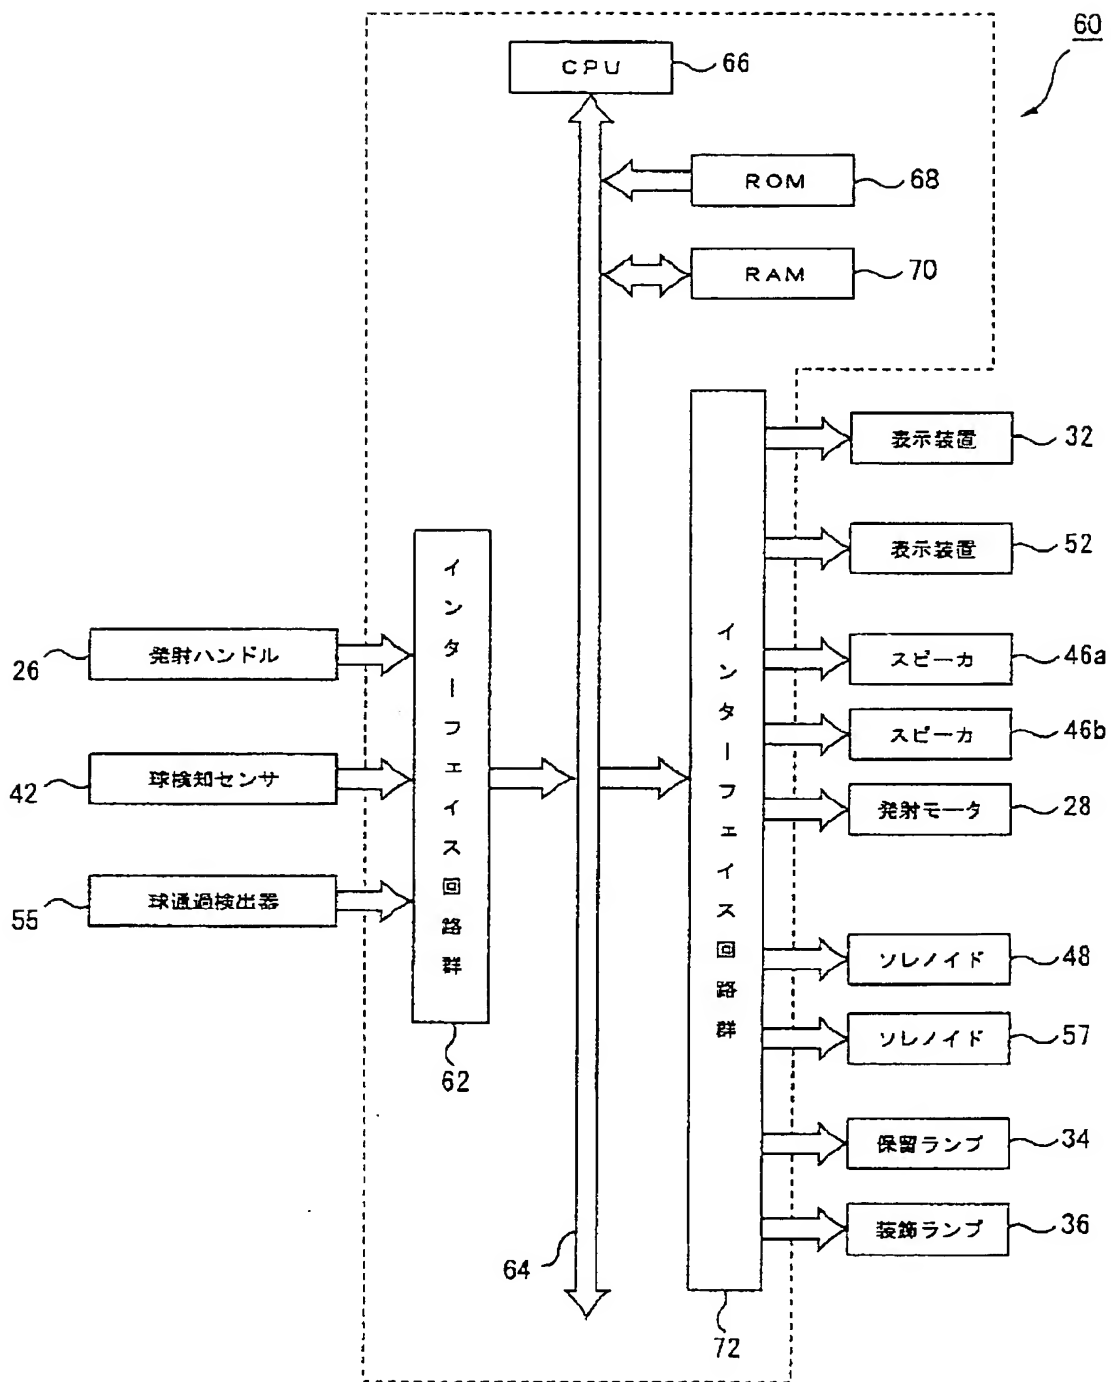 60
CPU
66
ROM
68
RAM
70
表示装置
32
表示装置
52
インターフェイス回路群
インターフェイス回路群
発射ハンドル
26
スピーカ
46a
スピーカ
46b
球検知センサ
42
発射モータ
28
球通過検出器
55
ソレノイド
48
ソレノイド
57
62
保留ランプ
34
装飾ランプ
36
64
72